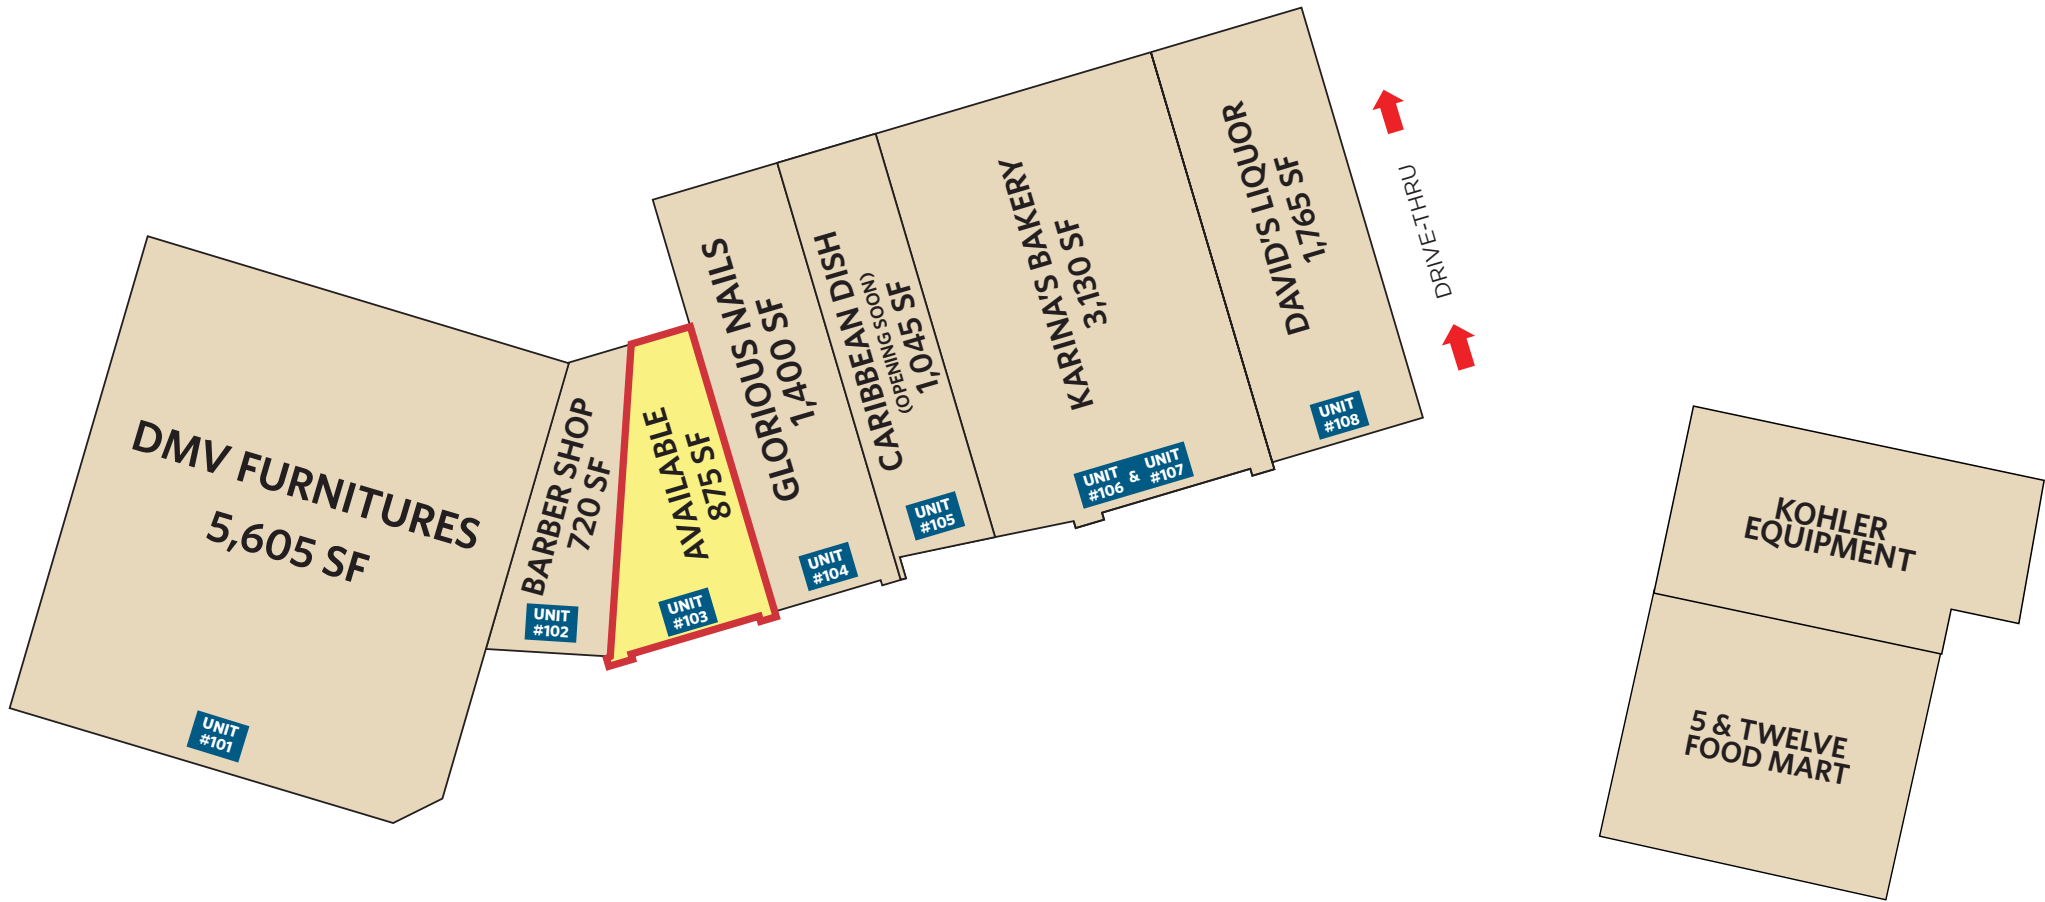 DMV FURNITURES
5,605 SF
UNIT
#101
BARBER SHOP
720 SF
UNIT
#102
AVAILABLE
875 SF
UNIT
#103
GLORIOUS NAILS
1,400 SF
UNIT
#104
CARIBBEAN DISH
(OPENING SOON)
1,045 SF
UNIT
#105
KARINA'S BAKERY
3,130 SF
UNIT #106 & UNIT #107
DAVID'S LIQUOR
1,765 SF
UNIT
#108
DRIVE-THRU
KOHLER
EQUIPMENT
5 & TWELVE
FOOD MART